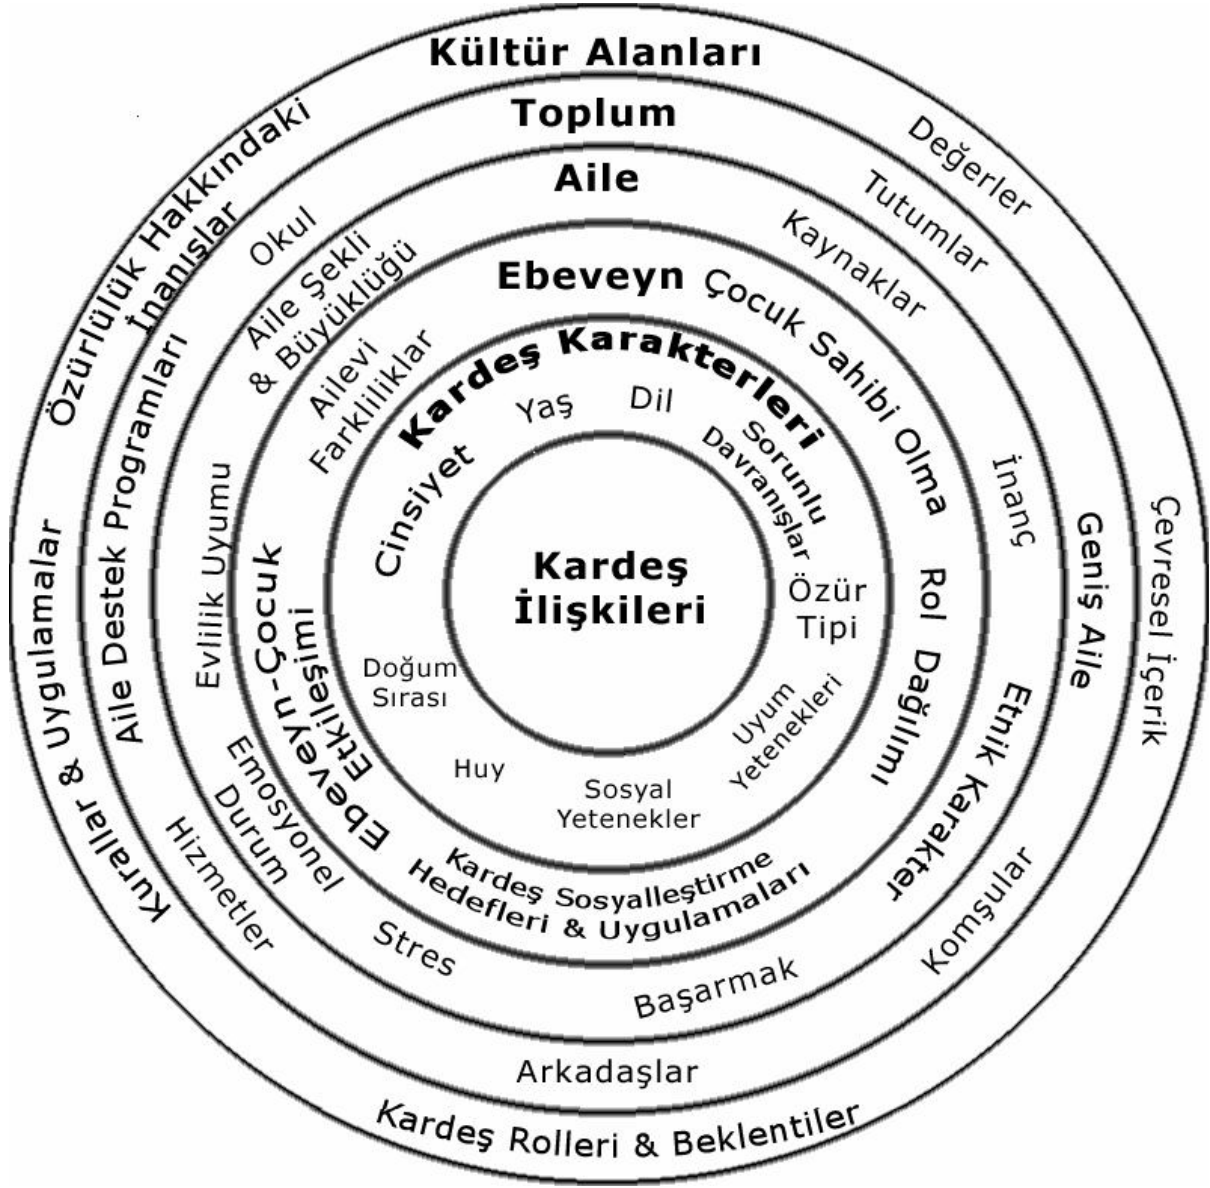 Kültür Alanları
Değerler
Çevresel İçerik
Kardeş Rolleri & Beklentiler
Kurallar & Uygulamalar
Özürlülük Hakkındaki
İnanışlar
Toplum
Tutumlar
Geniş Aile
Komşular
Arkadaşlar
Hizmetler
Aile Destek Programları
Okul
Aile
Kaynaklar
İnanç
Etnik Karakter
Başarmak
Stres
Emosyonel
Durum
Evlilik Uyumu
Aile Şekli
& Büyüklüğü
Ebeveyn
Çocuk Sahibi Olma
Rol Dağılımı
Kardeş Sosyalleştirme
Hedefleri & Uygulamaları
Ebeveyn-Çocuk
Etkileşimi
Ailevi
Farkliliklar
Kardeş Karakterleri
Yaş
Dil
Sorunlu
Davranışlar
Özür
Tipi
Uyum
Yetenekleri
Sosyal
Yetenekler
Huy
Doğum
Sırası
Cinsiyet
Kardeş
İlişkileri